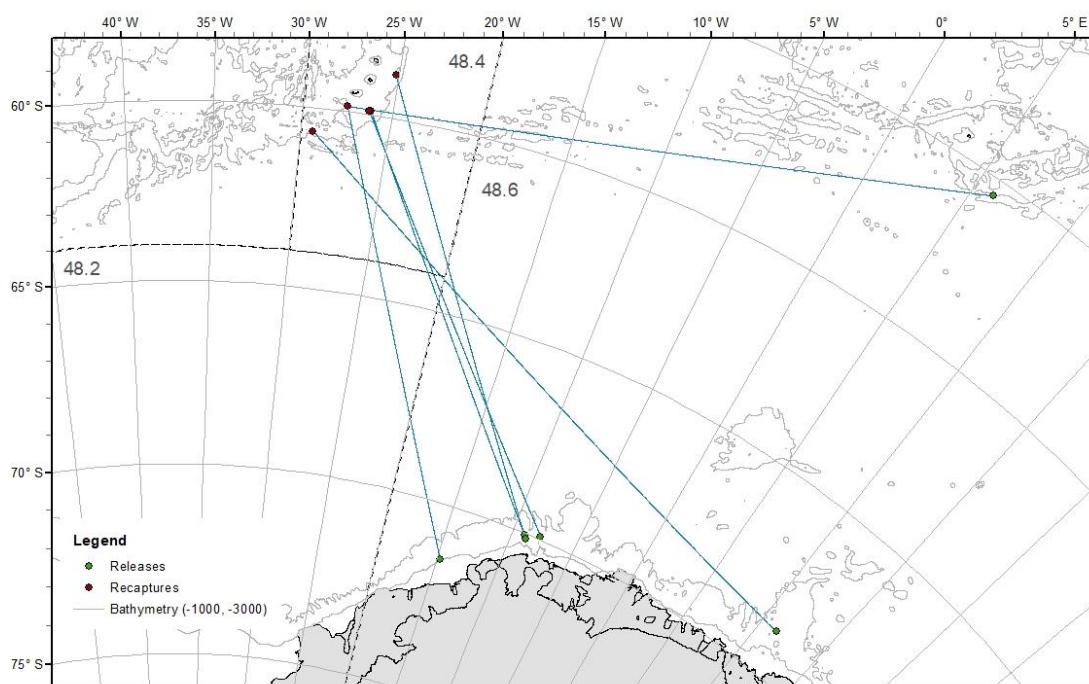 40° W 35° W 30° W 25° W 20° W 15° W 10° W 5° W 0° 5° E
48.4
60° S
48.6
48.2
65° S
70° S
Legend
Releases
Recaptures
Bathymetry (-1000, -3000)
75° S